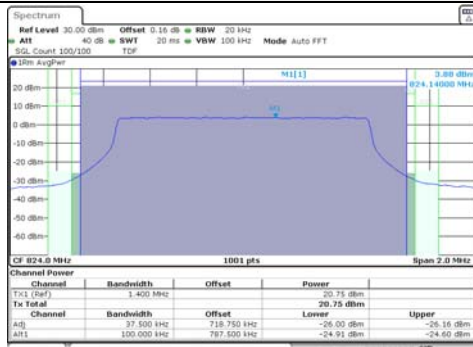 Spectrum
Ref Level 30.00 dBm Offset 0.16 dB RBW 20 kHz
Att 40 dB SWT 20 ms VBW 100 kHz Mode Auto FFT
SGL Count 100/100 TDF
1Rm AvgPwr
M1[1] 3.88 dBm
824.14000 MHz
20 dBm
10 dBm
M1
0 dBm
-10 dBm
-20 dBm
-30 dBm
-40 dBm
-50 dBm
-60 dBm
CF 824.0 MHz 1001 pts Span 2.0 MHz
Channel Power
Channel Bandwidth Offset Power
TX1 (Ref) 1.400 MHz 20.75 dBm
Tx Total 20.75 dBm
Channel Bandwidth Offset Lower Upper
Adj 37.500 kHz 718.750 kHz -26.00 dBm -26.16 dBm
Alt1 100.000 kHz 787.500 kHz -24.91 dBm -24.60 dBm